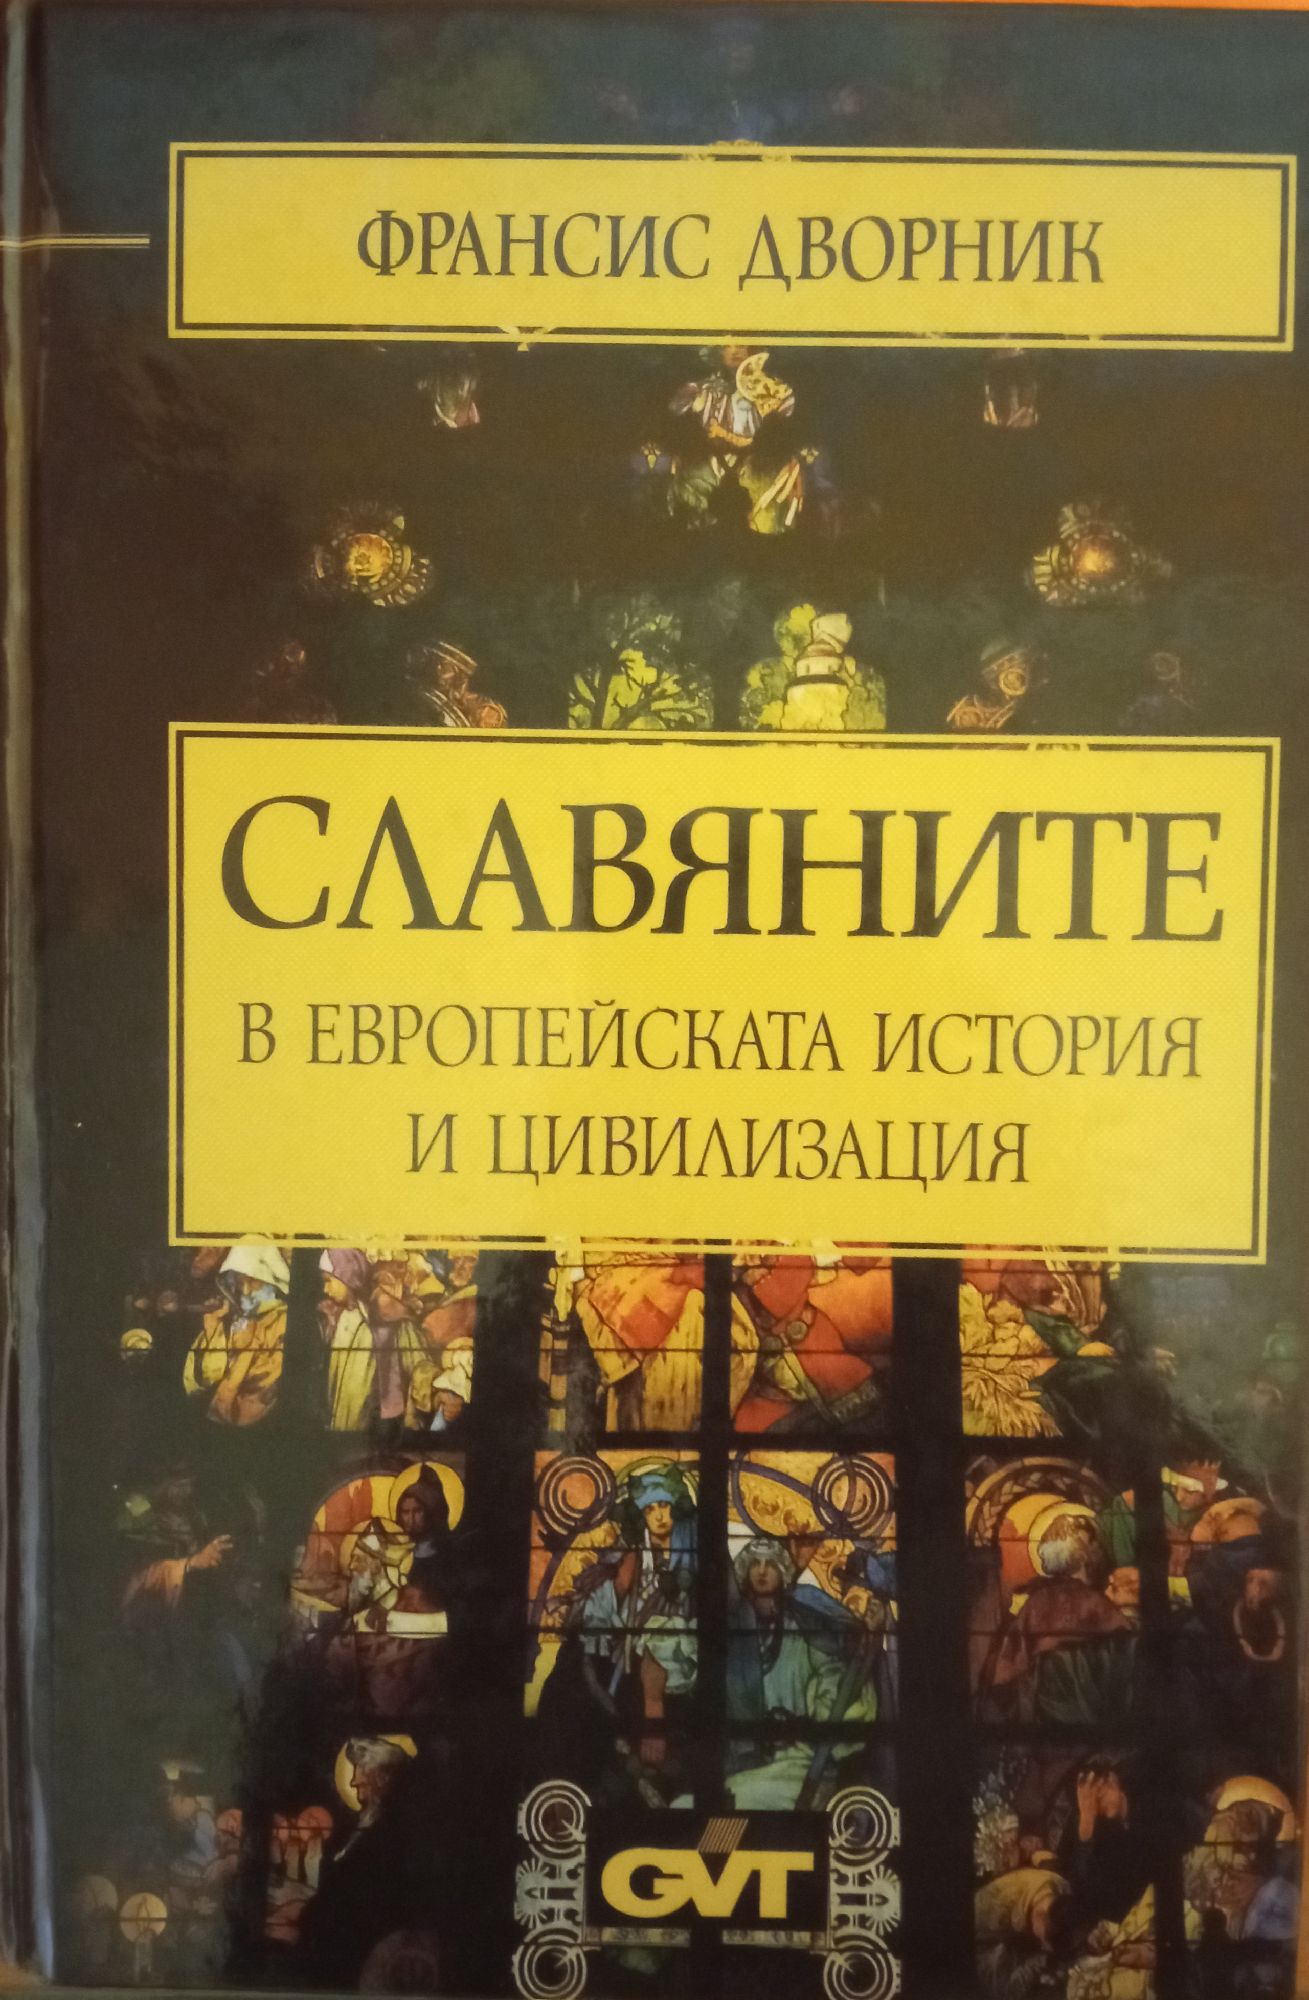 ФРАНСИС ДВОРНИК
СЛАВЯНИТЕ
В ЕВРОПЕЙСКАТА ИСТОРИЯ
И ЦИВИЛИЗАЦИЯ
GVT